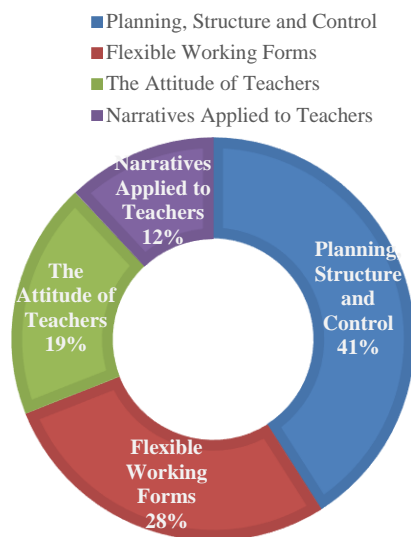 Planning, Structure and Control
Flexible Working Forms
The Attitude of Teachers
Narratives Applied to Teachers
Narratives
Applied to
Teachers
12%
Planning,
Structure
and
Control
41%
The
Attitude of
Teachers
19%
Flexible
Working
Forms
28%